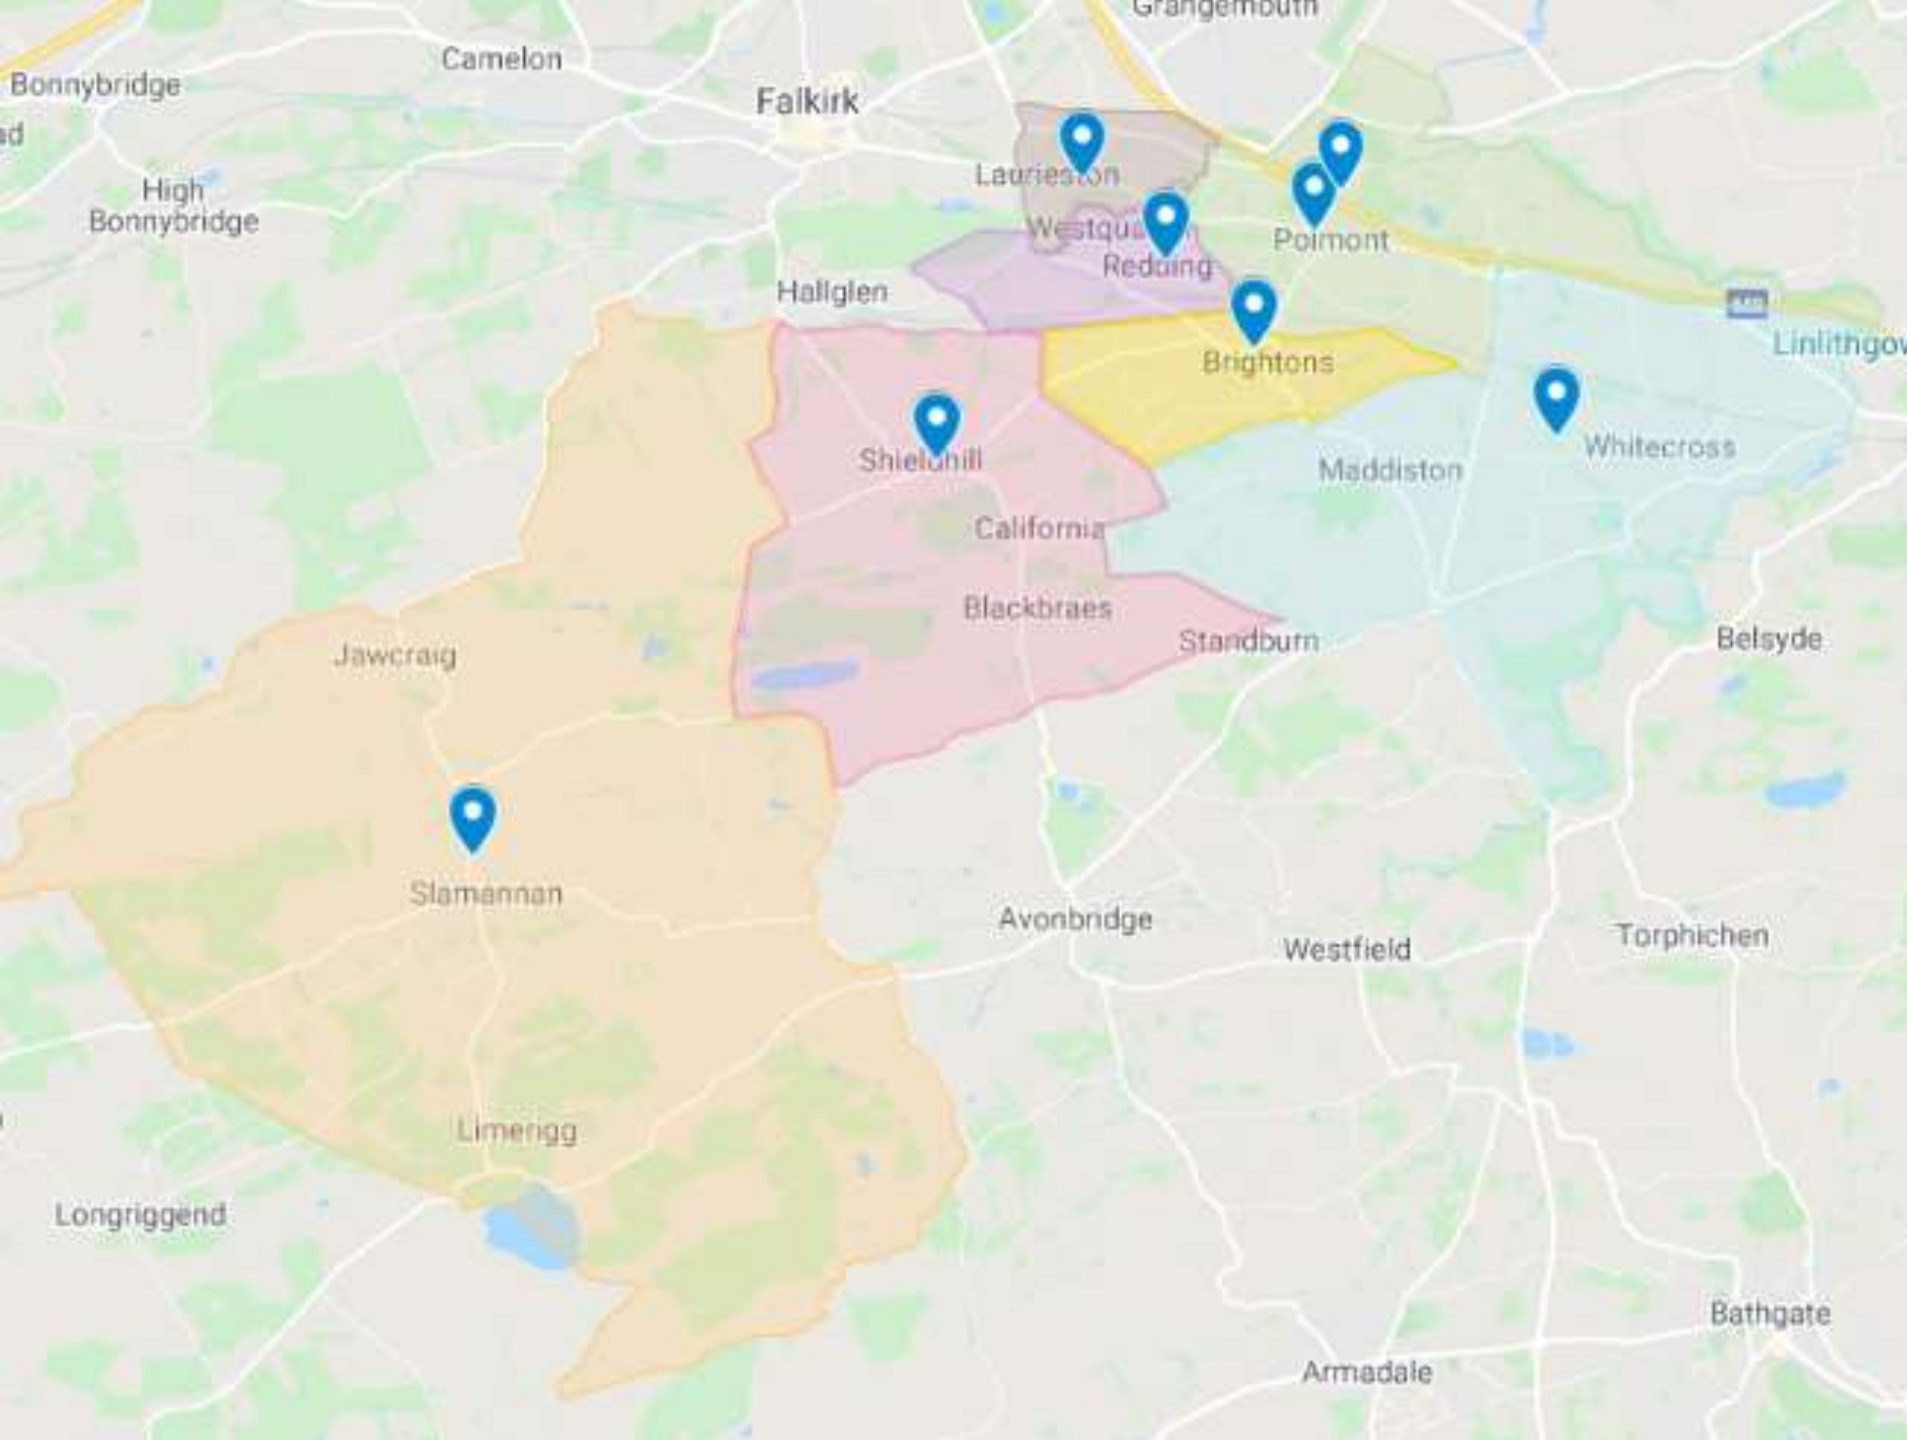 Grangemouth
Camelon
Bonnybridge
Falkirk
High
Bonnybridge
Laurieston
Westqua
Polmont
Redding
Hallglen
Linlithgow
Brightons
Shieldhill
Whitecross
Maddiston
California
Blackbraes
Standburn
Belsyde
Jawcraig
Slamannan
Avonbridge
Westfield
Torphichen
Limerigg
Longriggend
Bathgate
Armadale